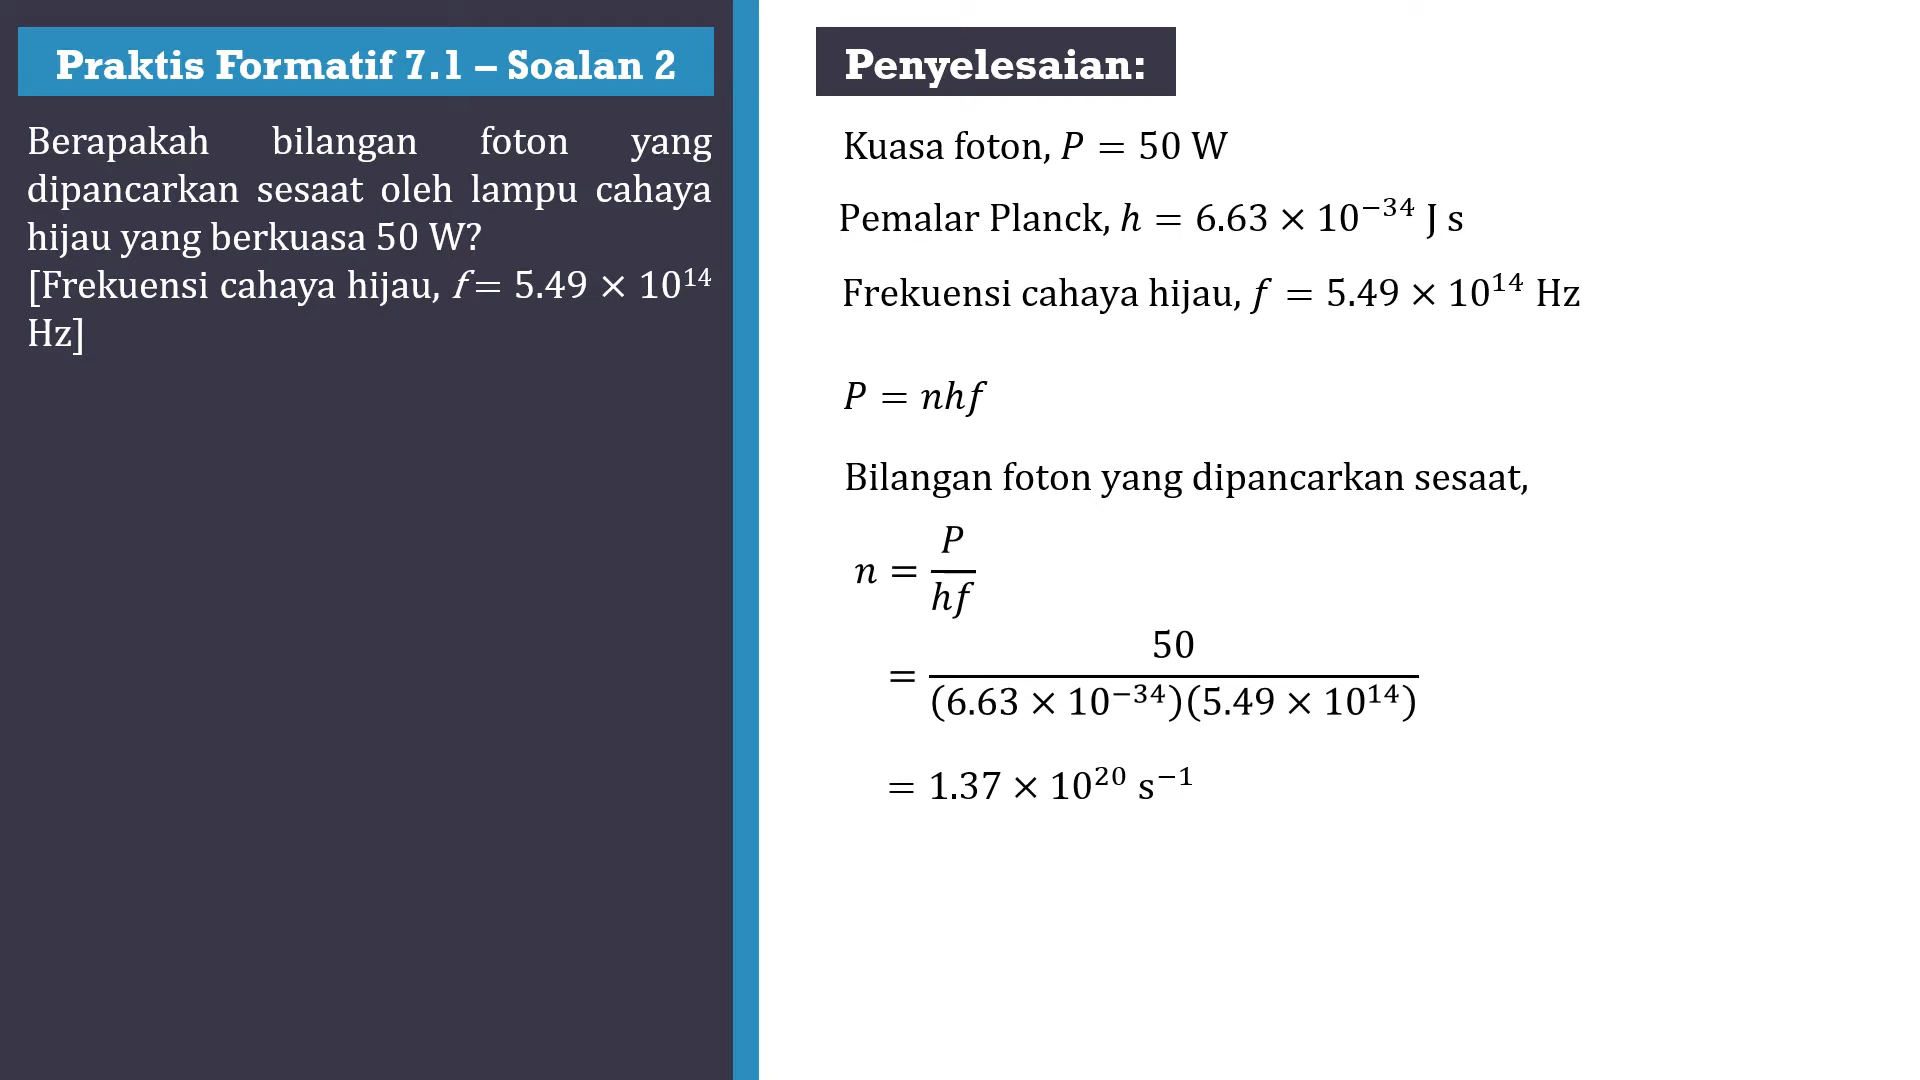 Praktis Formatif 7.1 – Soalan 2
Berapakah bilangan foton yang
dipancarkan sesaat oleh lampu cahaya
hijau yang berkuasa 50 W?
[Frekuensi cahaya hijau, f = 5.49 × 10¹⁴
Hz]
Penyelesaian:
Kuasa foton, P = 50 W
Pemalar Planck, h = 6.63 × 10⁻³⁴ J s
Frekuensi cahaya hijau, f = 5.49 × 10¹⁴ Hz
P = nhf
Bilangan foton yang dipancarkan sesaat,
n = P/hf
= 50/(6.63 × 10⁻³⁴)(5.49 × 10¹⁴)
= 1.37 × 10²⁰ s⁻¹